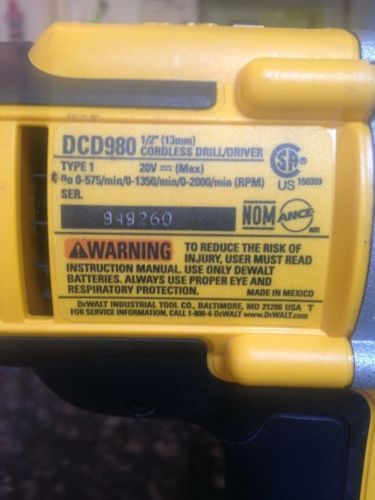 DCD980 1/2" (13mm) CORDLESS DRILL/DRIVER
TYPE 1 20V ⎓ (Max)
no 0-575/min/0-1350/min/0-2000/min (RPM)
SER.
949260
SA
US 150399
NOM ANCE
WARNING TO REDUCE THE RISK OF
INJURY, USER MUST READ
INSTRUCTION MANUAL. USE ONLY DEWALT
BATTERIES. ALWAYS USE PROPER EYE AND
RESPIRATORY PROTECTION. MADE IN MEXICO
DEWALT INDUSTRIAL TOOL CO., BALTIMORE, MD 21286 USA T
FOR SERVICE INFORMATION, CALL 1-800-4-DEWALT www.DEWALT.com